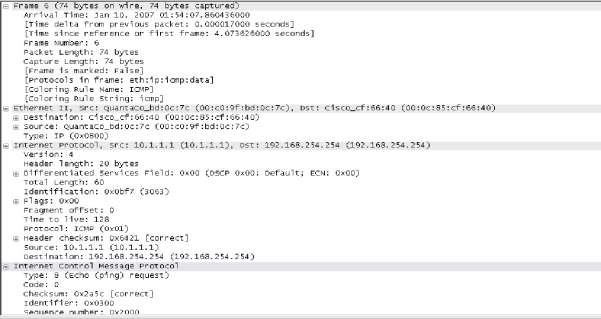 Frame 6 (74 bytes on wire, 74 bytes captured)
Arrival Time: Jan 10, 2007 01:54:07.860436000
[Time delta from previous packet: 0.000017000 seconds]
[Time since reference or first frame: 4.073626000 seconds]
Frame Number: 6
Packet Length: 74 bytes
Capture Length: 74 bytes
[Frame is marked: False]
[Protocols in frame: eth:ip:icmp:data]
[Coloring Rule Name: ICMP]
[Coloring Rule String: icmp]
Ethernet II, Src: QuantaCo_bd:0c:7c (00:c0:9f:bd:0c:7c), Dst: Cisco_cf:66:40 (00:0c:85:cf:66:40)
Destination: Cisco_cf:66:40 (00:0c:85:cf:66:40)
Source: QuantaCo_bd:0c:7c (00:c0:9f:bd:0c:7c)
Type: IP (0x0800)
Internet Protocol, Src: 10.1.1.1 (10.1.1.1), Dst: 192.168.254.254 (192.168.254.254)
Version: 4
Header length: 20 bytes
Differentiated Services Field: 0x00 (DSCP 0x00: Default; ECN: 0x00)
Total Length: 60
Identification: 0x0bf7 (3063)
Flags: 0x00
Fragment offset: 0
Time to live: 128
Protocol: ICMP (0x01)
Header checksum: 0x6421 [correct]
Source: 10.1.1.1 (10.1.1.1)
Destination: 192.168.254.254 (192.168.254.254)
Internet Control Message Protocol
Type: 8 (Echo (ping) request)
Code: 0
Checksum: 0x2a5c [correct]
Identifier: 0x0300
Sequence number: 0x2000